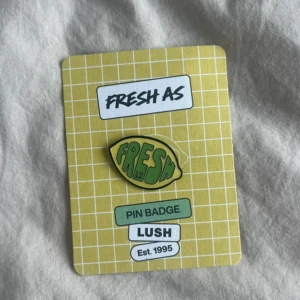 FRESH AS
FRESH
PIN BADGE
LUSH
Est. 1995